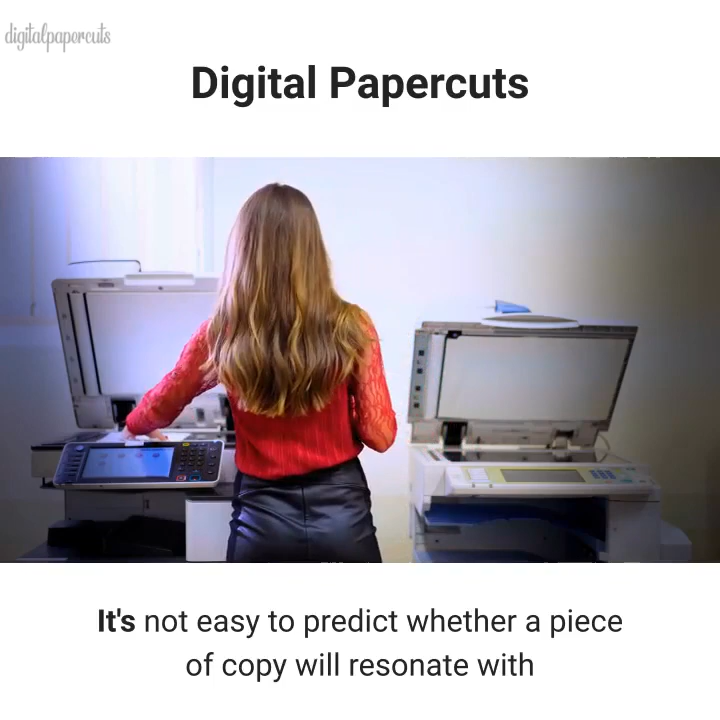 digitalpapercuts
Digital Papercuts
It's not easy to predict whether a piece
of copy will resonate with